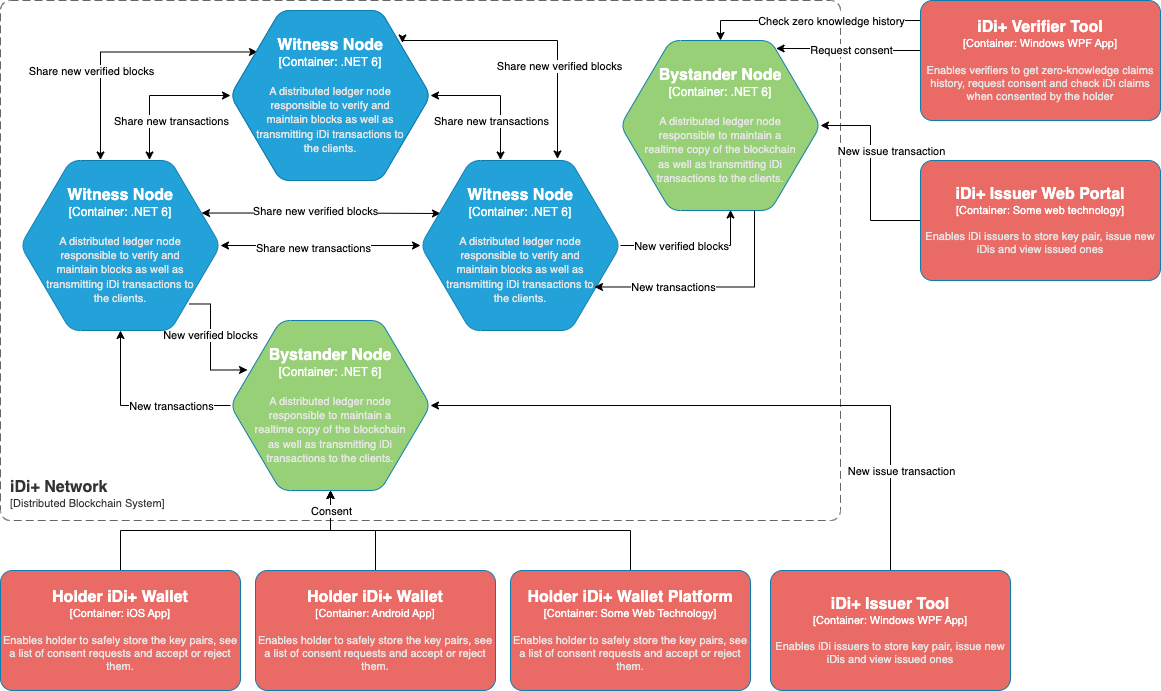 Check zero knowledge history
Request consent
iDi+ Verifier Tool
[Container: Windows WPF App]
Enables verifiers to get zero-knowledge claims
history, request consent and check iDi claims
when consented by the holder
Witness Node
[Container: .NET 6]
A distributed ledger node
responsible to verify and
maintain blocks as well as
transmitting iDi transactions to
the clients.
Bystander Node
[Container: .NET 6]
A distributed ledger node
responsible to maintain a
realtime copy of the blockchain
as well as transmitting iDi
transactions to the clients.
Share new verified blocks
Share new verified blocks
Share new transactions
Share new transactions
New issue transaction
iDi+ Issuer Web Portal
[Container: Some web technology]
Enables iDi issuers to store key pair, issue new
iDis and view issued ones
Witness Node
[Container: .NET 6]
A distributed ledger node
responsible to verify and
maintain blocks as well as
transmitting iDi transactions to
the clients.
Share new verified blocks
Share new transactions
Witness Node
[Container: .NET 6]
A distributed ledger node
responsible to verify and
maintain blocks as well as
transmitting iDi transactions to
the clients.
New verified blocks
New transactions
New verified blocks
New transactions
Bystander Node
[Container: .NET 6]
A distributed ledger node
responsible to maintain a
realtime copy of the blockchain
as well as transmitting iDi
transactions to the clients.
New issue transaction
iDi+ Network
[Distributed Blockchain System]
Consent
Holder iDi+ Wallet
[Container: iOS App]
Enables holder to safely store the key pairs, see
a list of consent requests and accept or reject
them.
Holder iDi+ Wallet
[Container: Android App]
Enables holder to safely store the key pairs, see
a list of consent requests and accept or reject
them.
Holder iDi+ Wallet Platform
[Container: Some Web Technology]
Enables holder to safely store the key pairs, see
a list of consent requests and accept or reject
them.
iDi+ Issuer Tool
[Container: Windows WPF App]
Enables iDi issuers to store key pair, issue new
iDis and view issued ones